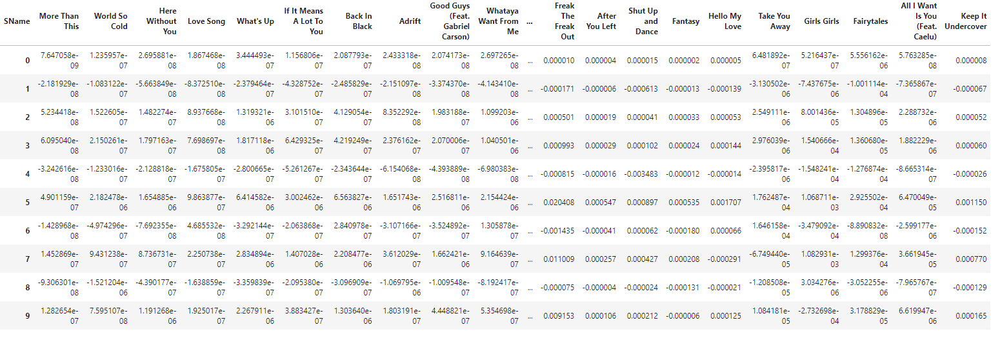 SName More Than This World So Cold Here Without You Love Song What's Up If It Means A Lot To You Back In Black Adrift Good Guys (Feat. Gabriel Carson) Whataya Want From Me ... Freak The Freak Out After You Left Shut Up and Dance Fantasy Hello My Love Take You Away Girls Girls Fairytales All I Want Is You (Feat. Caelu) Keep It Undercover
0 7.647058e-09 1.235957e-07 2.695881e-08 1.867468e-08 3.444493e-07 1.156806e-07 2.087793e-07 2.433318e-08 2.074173e-08 2.697265e-08 ... 0.000010 0.000004 0.000015 0.000002 0.000005 6.481892e-07 5.216437e-07 5.556162e-06 5.763285e-08 0.000008
1 -2.181929e-08 -1.083122e-07 -5.663849e-08 -8.372510e-08 -2.379464e-07 -4.328752e-07 -2.485829e-07 -2.151097e-08 -3.374370e-08 -4.143410e-08 ... -0.000171 -0.000006 -0.000613 -0.000013 -0.000139 -3.130502e-06 -7.437675e-06 -1.001114e-04 -7.365867e-07 -0.000067
2 5.234418e-08 1.522605e-07 1.482274e-07 8.937668e-08 1.319321e-06 3.101510e-07 4.129054e-07 8.352292e-08 1.983188e-07 1.099203e-06 ... 0.000501 0.000019 0.000041 0.000033 0.000053 2.549111e-06 8.001436e-05 1.304896e-05 2.288732e-06 0.000052
3 6.095040e-08 2.150261e-07 1.797163e-07 7.698697e-08 1.817118e-06 6.429325e-07 4.219249e-07 2.376162e-07 2.070006e-07 1.040501e-06 ... 0.000993 0.000029 0.000102 0.000024 0.000144 2.976039e-06 1.540666e-04 1.360680e-05 1.882229e-06 0.000060
4 -3.242616e-08 -1.233016e-07 -2.128818e-07 -1.675805e-07 -2.800665e-07 -5.261267e-07 -2.343644e-07 -6.154068e-08 -4.393889e-08 -6.980383e-08 ... -0.000815 -0.000016 -0.003483 -0.000012 -0.000014 -2.395817e-06 -1.548241e-04 -1.276874e-04 -8.665314e-07 -0.000026
5 4.901159e-07 2.182478e-06 1.654885e-06 9.863877e-07 6.414582e-06 3.002462e-06 6.563827e-06 1.651743e-06 2.516811e-06 2.154424e-06 ... 0.020408 0.000547 0.000897 0.000535 0.001707 1.762487e-04 1.068711e-03 2.925502e-04 6.470049e-05 0.001150
6 -1.428968e-08 -4.974296e-07 -7.692355e-08 4.685532e-08 -3.292144e-07 -2.063868e-07 2.840978e-07 -3.107166e-07 -3.524892e-07 1.305878e-07 ... -0.001435 -0.000041 0.000062 -0.000180 0.000066 1.646158e-04 -3.479092e-04 -8.890832e-08 -2.599177e-06 -0.000152
7 1.452869e-07 9.431238e-07 8.736731e-07 2.250738e-07 2.834894e-06 1.407028e-06 2.208477e-06 3.612029e-07 1.662421e-06 9.164639e-07 ... 0.011009 0.000257 0.000427 0.000208 -0.000291 -6.749440e-05 1.082931e-03 1.299376e-04 3.661945e-05 0.000770
8 -9.306301e-08 -1.521204e-06 -4.390177e-07 -1.638859e-07 -3.359839e-07 -2.095380e-07 -3.096909e-07 -1.069795e-06 -1.009548e-07 -8.192417e-07 ... -0.000075 -0.000004 -0.000024 -0.000131 -0.000021 -1.208508e-05 3.034276e-06 -3.052255e-06 -7.965767e-07 -0.000129
9 1.282654e-07 7.595107e-08 1.191268e-06 1.925017e-07 2.267911e-06 3.883427e-07 1.303640e-06 1.803191e-07 4.448821e-07 5.354698e-07 ... 0.009153 0.000106 0.000212 -0.000006 0.000125 1.084181e-05 -2.732698e-04 3.178829e-05 6.619947e-06 0.000165